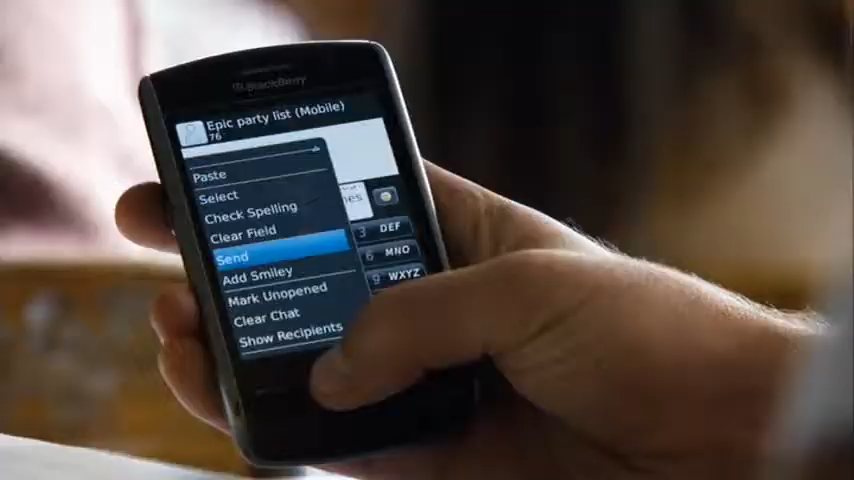 BlackBerry
Epic party list (Mobile)
76
Paste
Select
Check Spelling
Clear Field
Send
Add Smiley
Mark Unopened
Clear Chat
Show Recipients
3 DEF
6 MNO
9 WXYZ